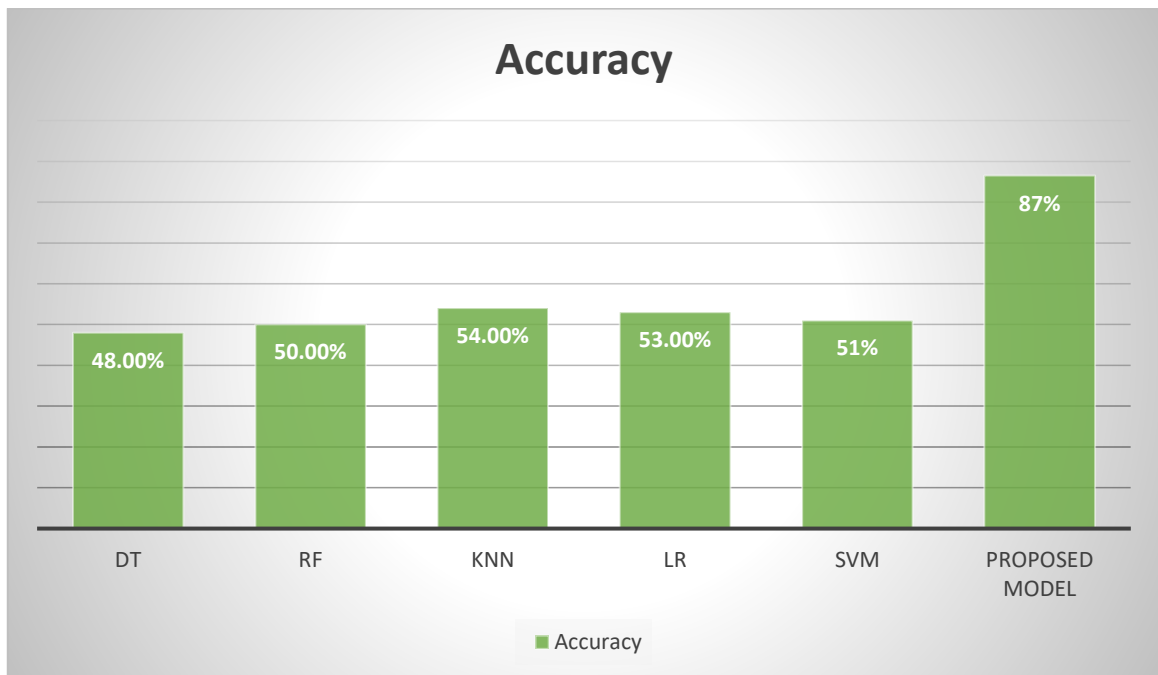 Accuracy
87%
48.00%
50.00%
54.00%
53.00%
51%
DT
RF
KNN
LR
SVM
PROPOSED
MODEL
Accuracy